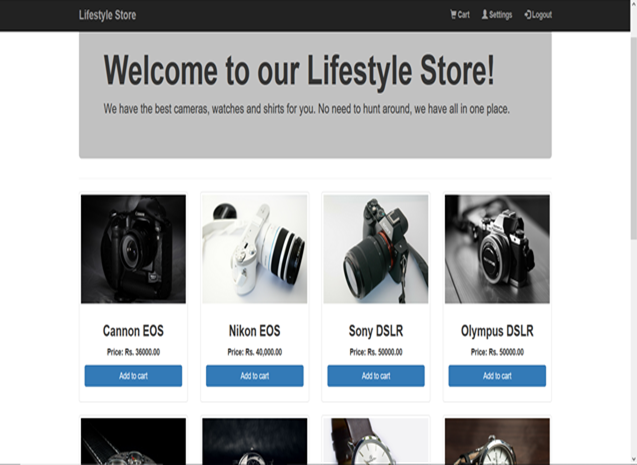 Lifestyle Store
Cart Settings Logout
Welcome to our Lifestyle Store!
We have the best cameras, watches and shirts for you. No need to hunt around, we have all in one place.
Cannon EOS
Price: Rs. 36000.00
Add to cart
Nikon EOS
Price: Rs. 40,000.00
Add to cart
Sony DSLR
Price: Rs. 50000.00
Add to cart
Olympus DSLR
Price: Rs. 50000.00
Add to cart